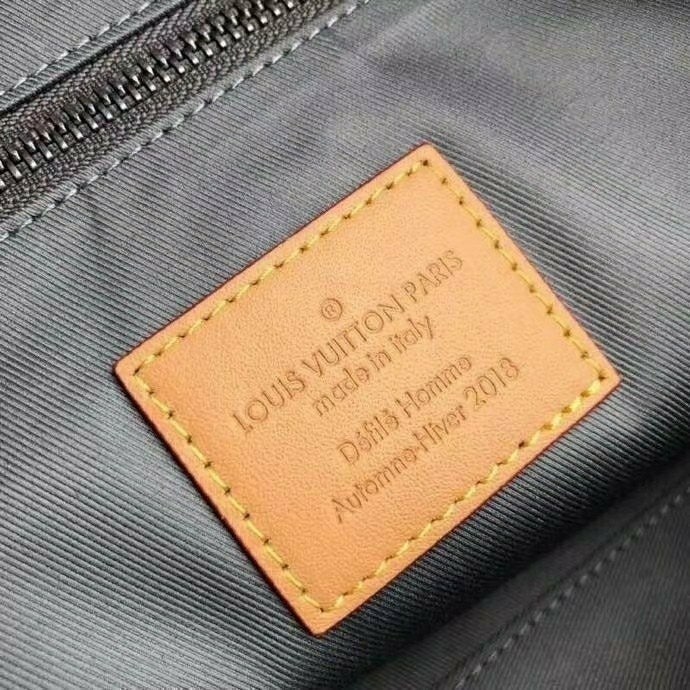 ®
LOUIS VUITTON PARIS
made in italy
Défilé Homme
Automne-Hiver 2018